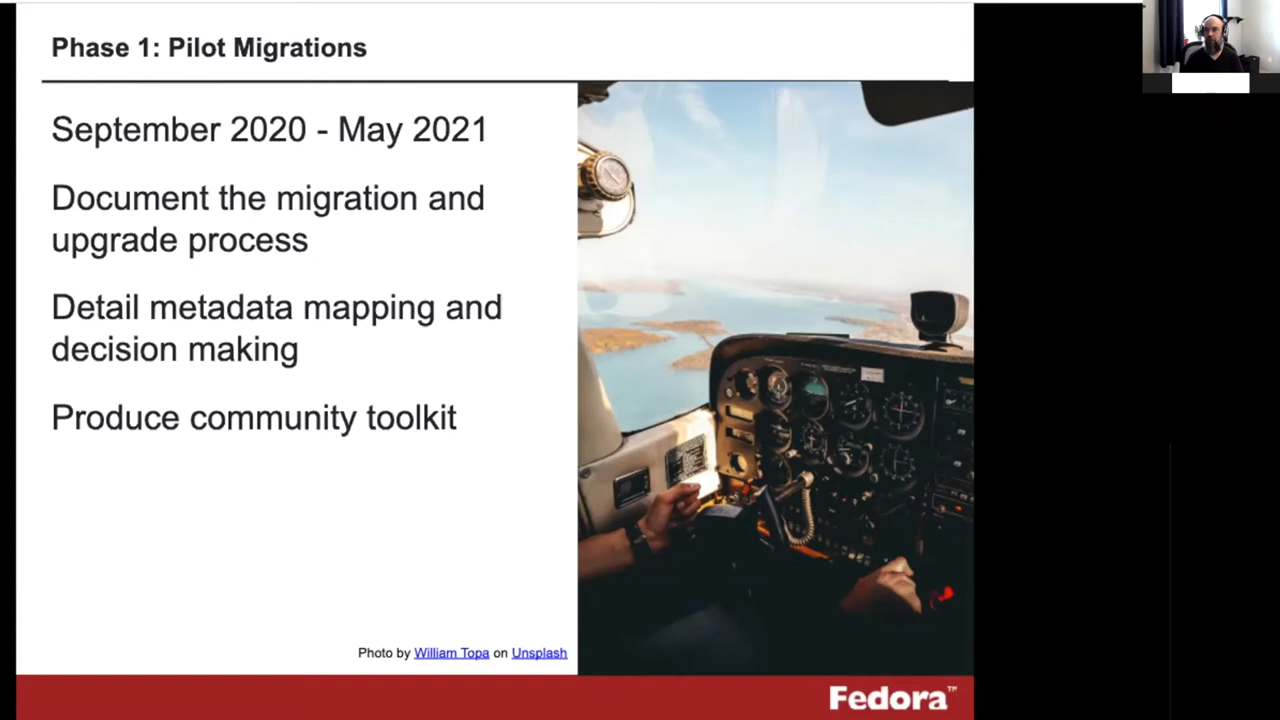 Phase 1: Pilot Migrations
September 2020 - May 2021
Document the migration and
upgrade process
Detail metadata mapping and
decision making
Produce community toolkit
Photo by William Topa on Unsplash
Fedora™